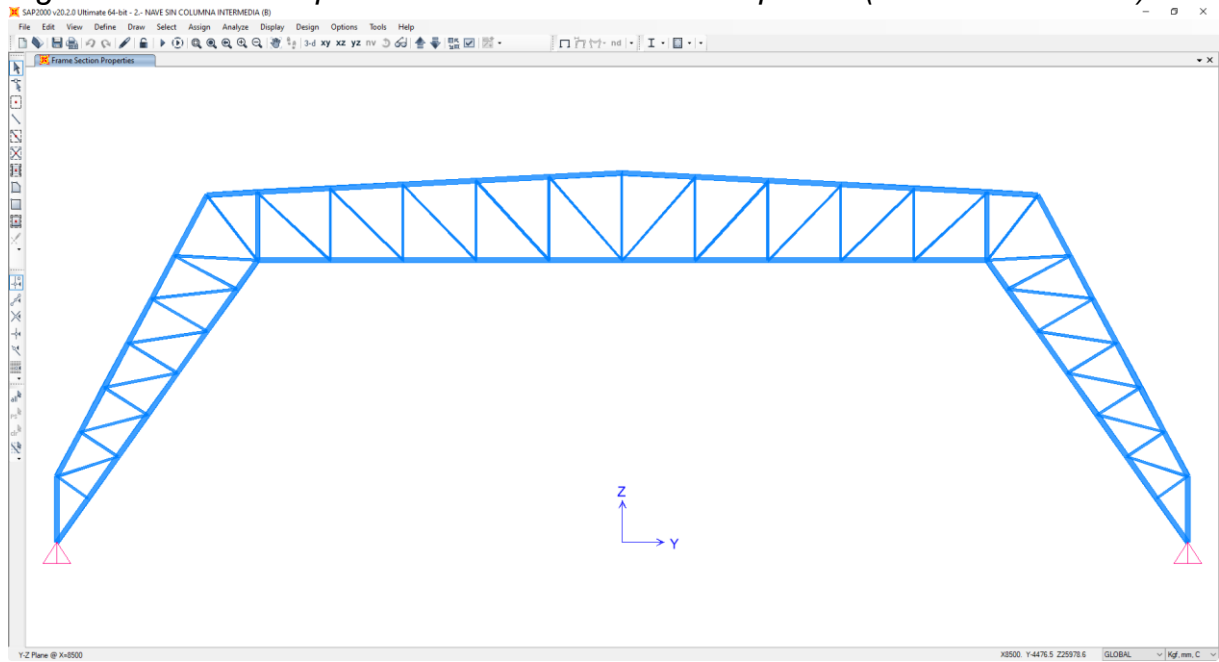 SAP2000 v20.2.0 Ultimate 64-bit - 2.- NAVE SIN COLUMNA INTERMEDIA (B)
File Edit View Define Draw Select Assign Analyze Display Design Options Tools Help
3-d xy xz yz nv nd
Frame Section Properties
Z
Y
Y-Z Plane @ X=8500 X8500. Y-4476.5 Z25978.6 GLOBAL Kgf, mm, C